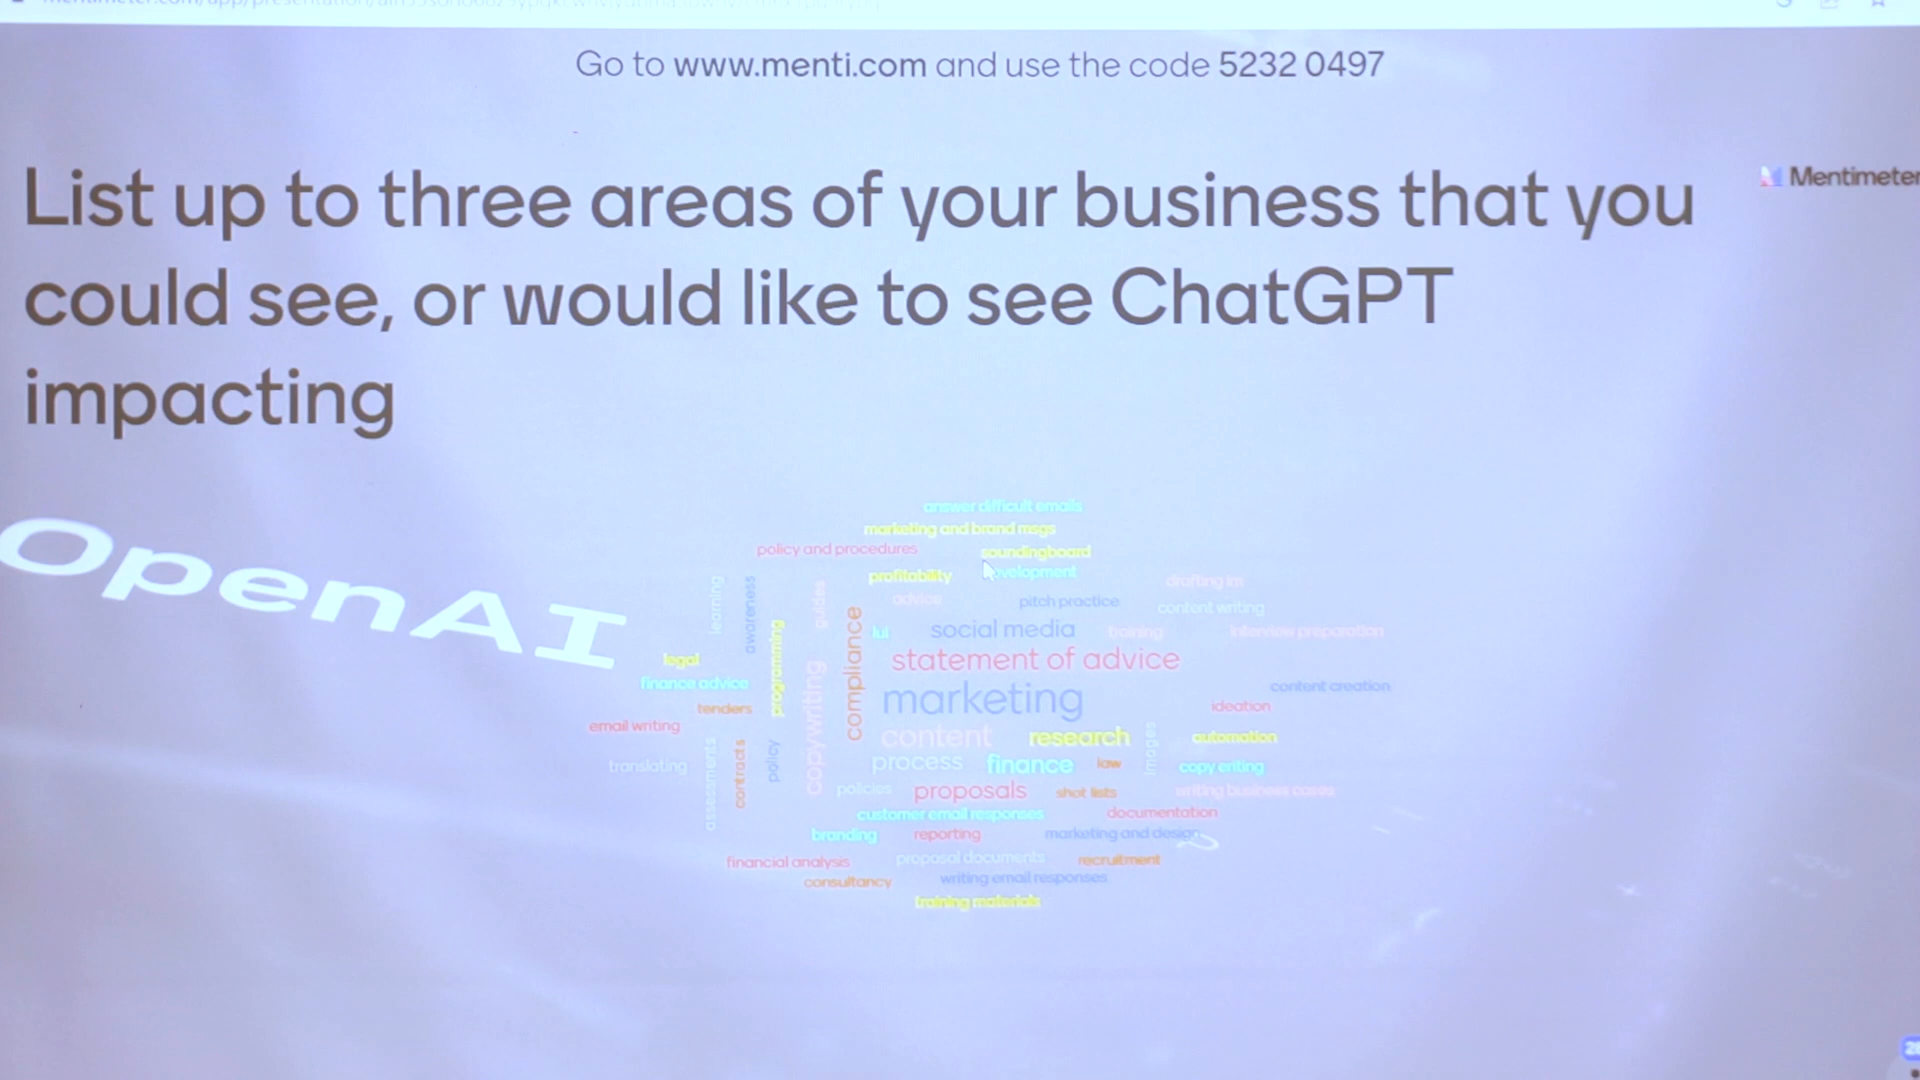 Go to www.menti.com and use the code 5232 0497
Mentimeter
List up to three areas of your business that you
could see, or would like to see ChatGPT
impacting
OpenAI
answer difficult emails
marketing and brand msgs
policy and procedures
soundingboard
profitability
learning
awareness
guides
advice
pitch practice
content writing
compliance
lui
social media
training
interview preparation
programming
legal
statement of advice
finance advice
copywriting
marketing
content creation
tenders
ideation
email writing
content
research
images
automation
translating
assessments
contracts
policy
process
finance
law
copy eriting
policies
proposals
shot lists
writing business cases
customer email responses
documentation
branding
reporting
marketing and design
financial analysis
proposal documents
recruitment
consultancy
writing email responses
training materials